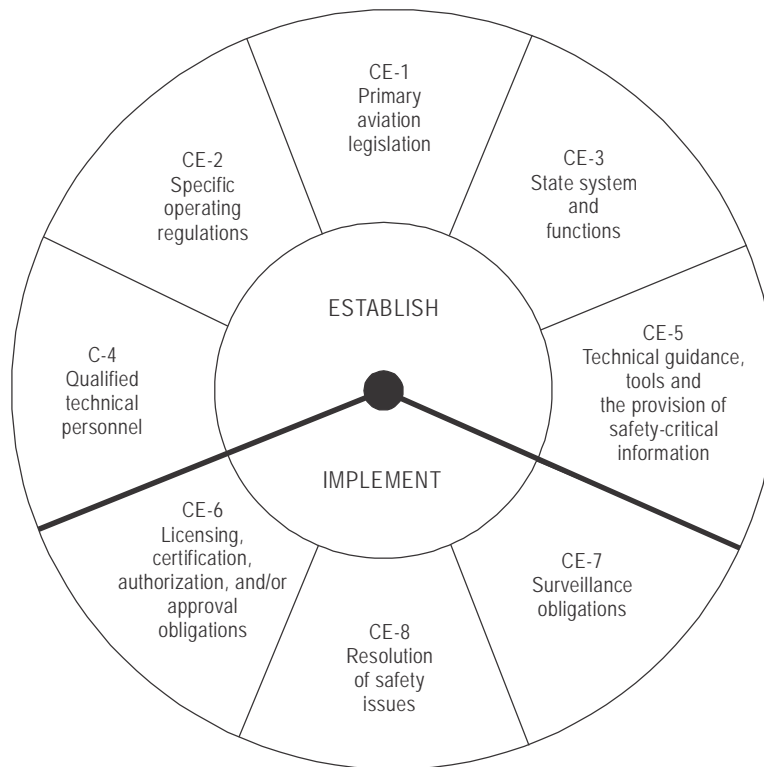 CE-1
Primary
aviation
legislation
CE-2
Specific
operating
regulations
CE-3
State system
and
functions
ESTABLISH
C-4
Qualified
technical
personnel
CE-5
Technical guidance,
tools and
the provision of
safety-critical
information
IMPLEMENT
CE-6
Licensing,
certification,
authorization, and/or
approval
obligations
CE-7
Surveillance
obligations
CE-8
Resolution
of safety
issues